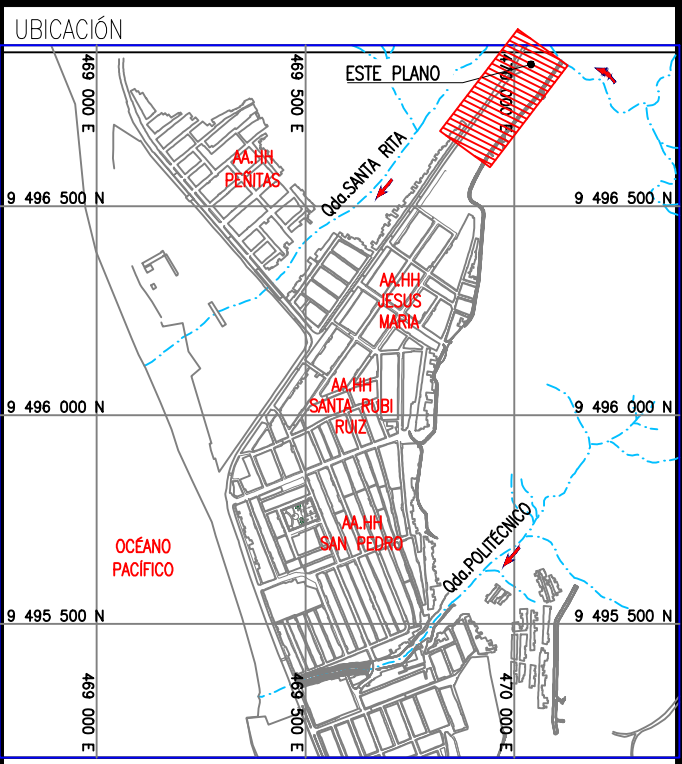 UBICACIÓN
ESTE PLANO
469 000 E
469 500 E
470 000 E
AA.HH
PEÑITAS
Qda.SANTA RITA
9 496 500 N
9 496 500 N
AA.HH
JESUS
MARIA
AA.HH
SANTA RUBI
RUIZ
9 496 000 N
9 496 000 N
AA.HH
SAN PEDRO
OCÉANO
PACÍFICO
Qda.POLITÉCNICO
9 495 500 N
9 495 500 N
469 000 E
469 500 E
470 000 E